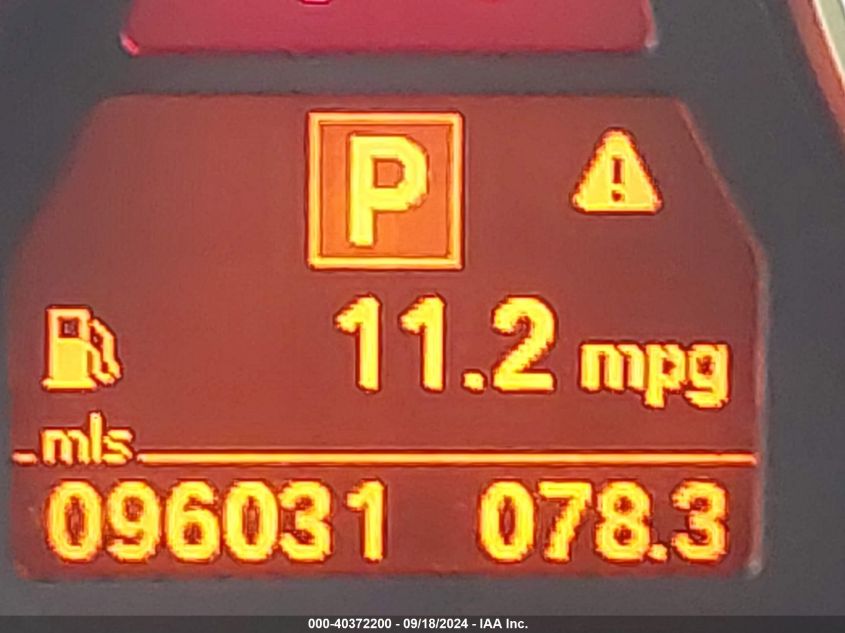 P
11.2 mpg
mls
096031 078.3
000-40372200 - 09/18/2024 - IAA Inc.